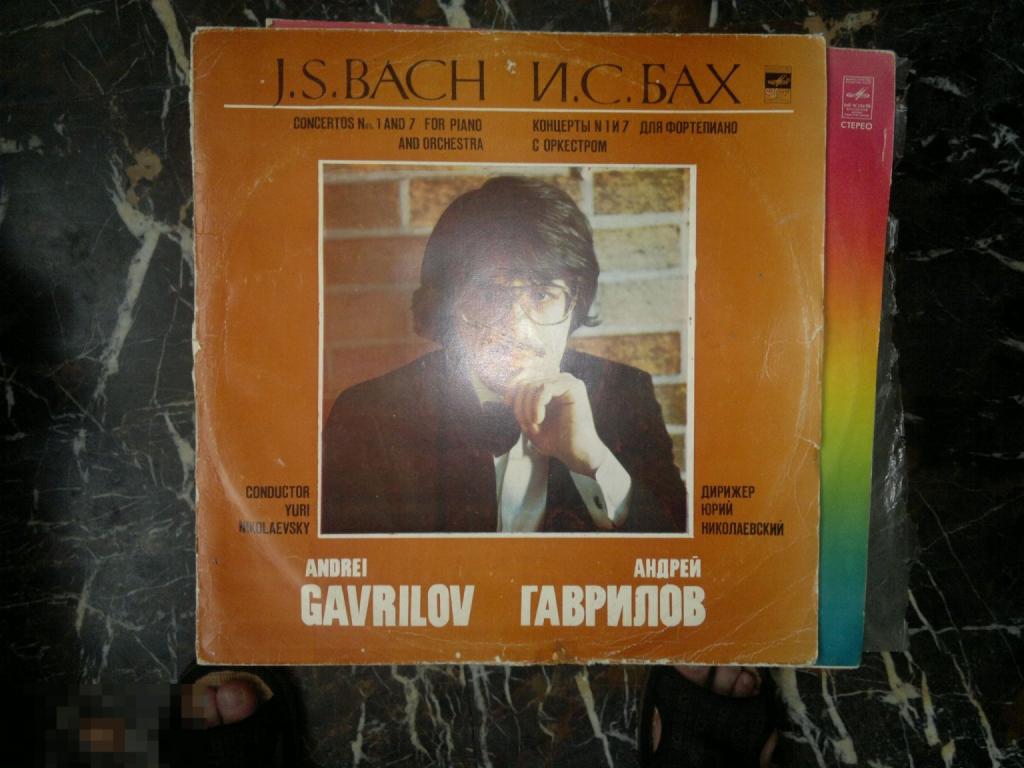 J.S.BACH И.С.БАХ
CONCERTOS Nos. 1 AND 7 FOR PIANO
AND ORCHESTRA
КОНЦЕРТЫ N 1 И 7 ДЛЯ ФОРТЕПИАНО
С ОРКЕСТРОМ
СТЕРЕО
CONDUCTOR
YURI
NIKOLAEVSKY
ДИРИЖЕР
ЮРИЙ
НИКОЛАЕВСКИЙ
ANDREI
GAVRILOV
АНДРЕЙ
ГАВРИЛОВ